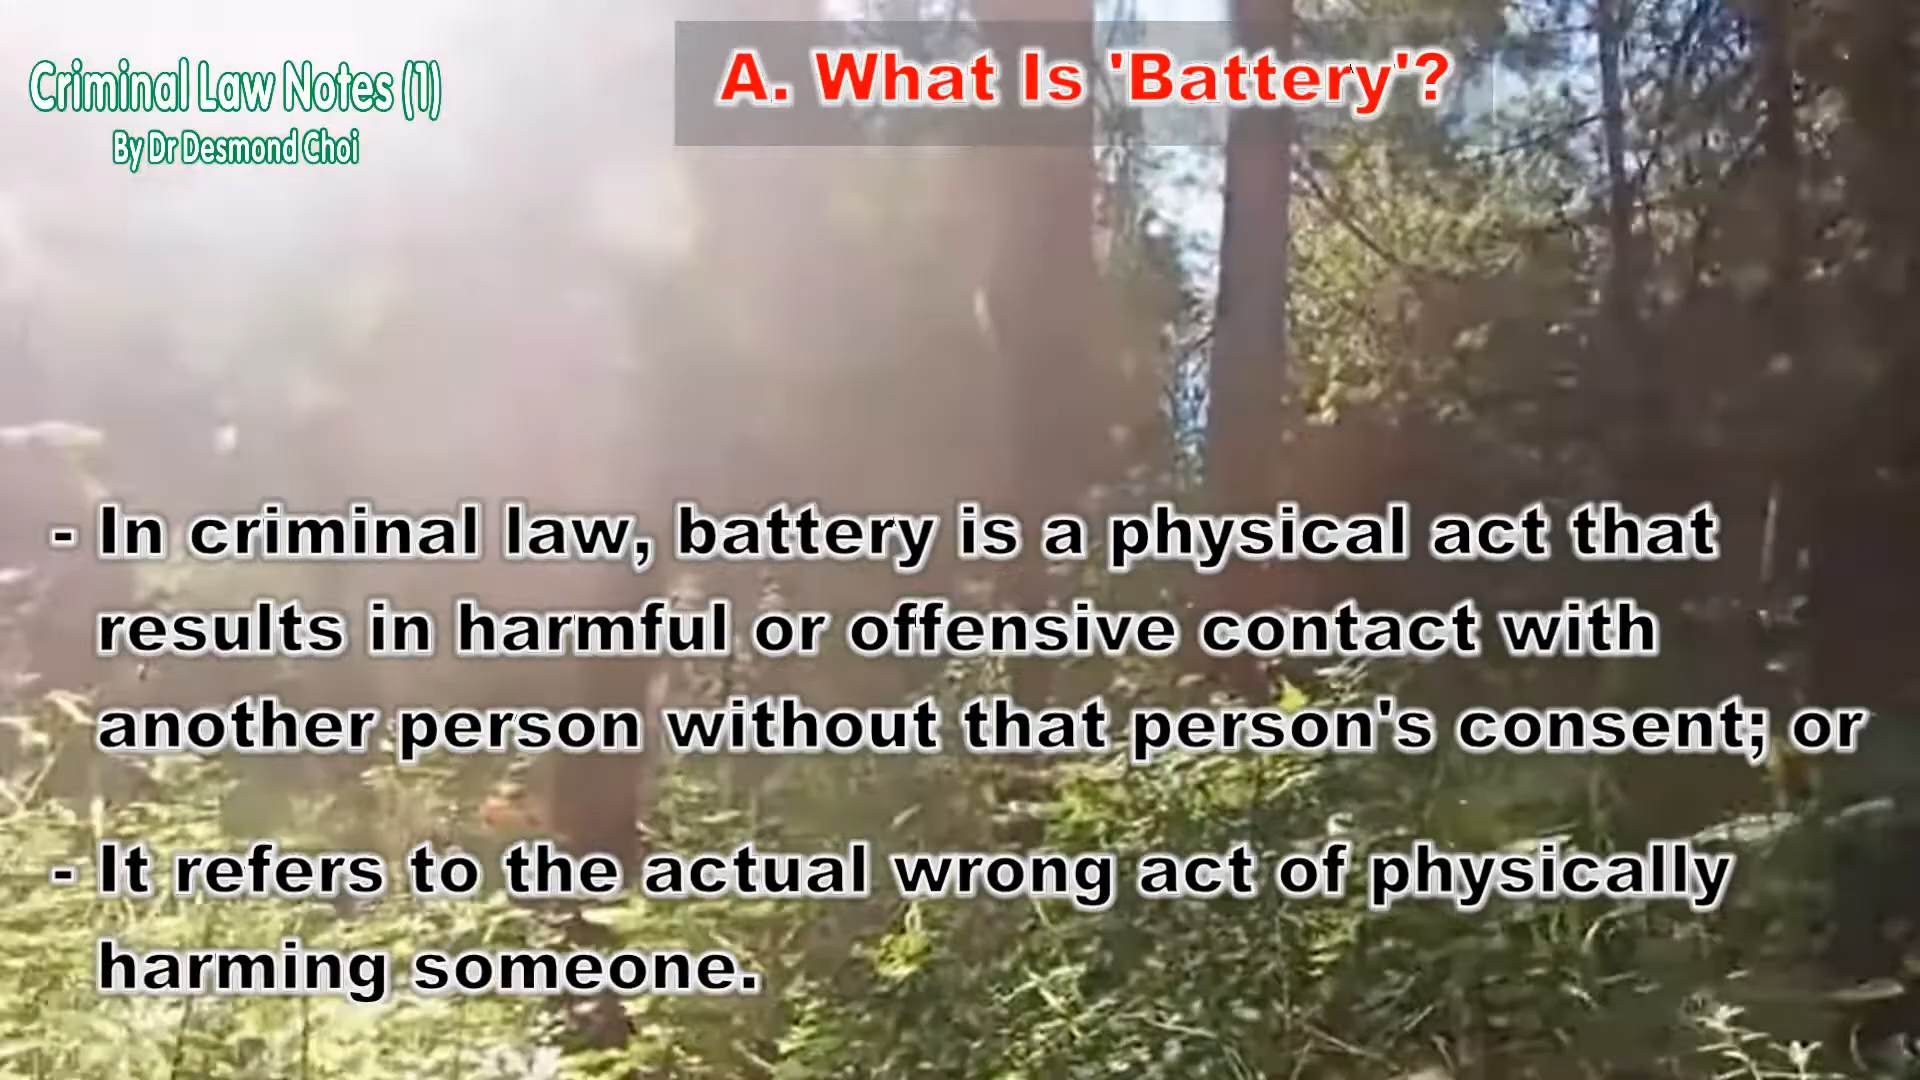 Criminal Law Notes (1)
By Dr Desmond Choi
A. What Is 'Battery'?
- In criminal law, battery is a physical act that
results in harmful or offensive contact with
another person without that person's consent; or
- It refers to the actual wrong act of physically
harming someone.